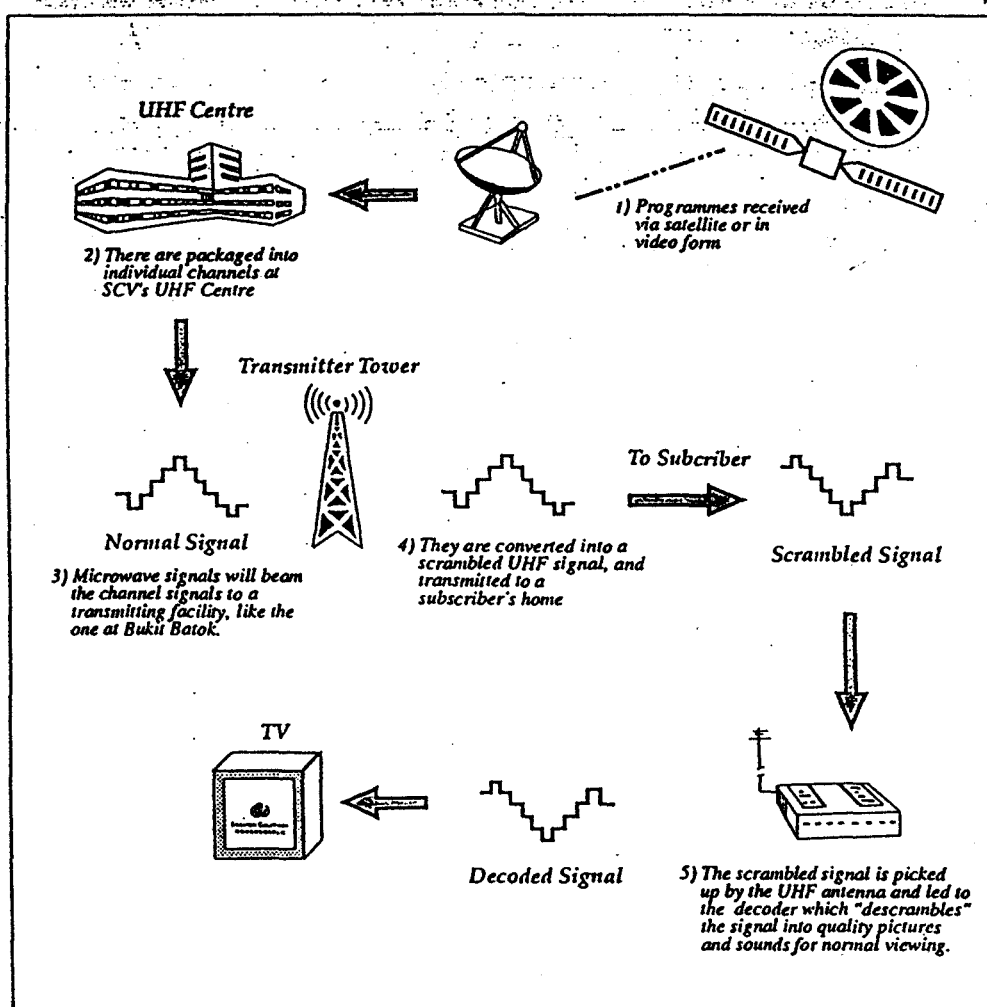 UHF Centre
1) Programmes received
via satellite or in
video form
2) There are packaged into
individual channels at
SCV's UHF Centre
Transmitter Tower
To Subcriber
Normal Signal
3) Microwave signals will beam
the channel signals to a
transmitting facility, like the
one at Bukit Batok.
4) They are converted into a
scrambled UHF signal, and
transmitted to a
subscriber's home
Scrambled Signal
TV
Decoded Signal
5) The scrambled signal is picked
up by the UHF antenna and led to
the decoder which "descrambles"
the signal into quality pictures
and sounds for normal viewing.